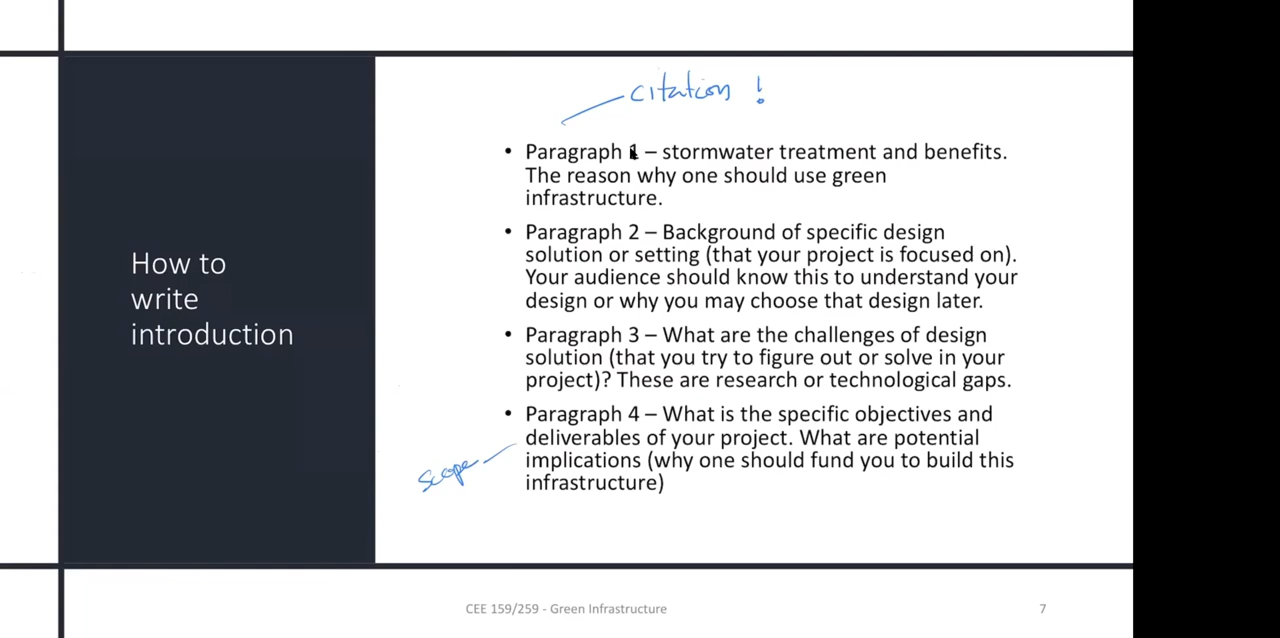 citation !
• Paragraph 1 – stormwater treatment and benefits.
The reason why one should use green
infrastructure.
• Paragraph 2 – Background of specific design
solution or setting (that your project is focused on).
Your audience should know this to understand your
design or why you may choose that design later.
How to
write
introduction
• Paragraph 3 – What are the challenges of design
solution (that you try to figure out or solve in your
project)? These are research or technological gaps.
• Paragraph 4 – What is the specific objectives and
deliverables of your project. What are potential
implications (why one should fund you to build this
infrastructure)
scope
CEE 159/259 - Green Infrastructure
7